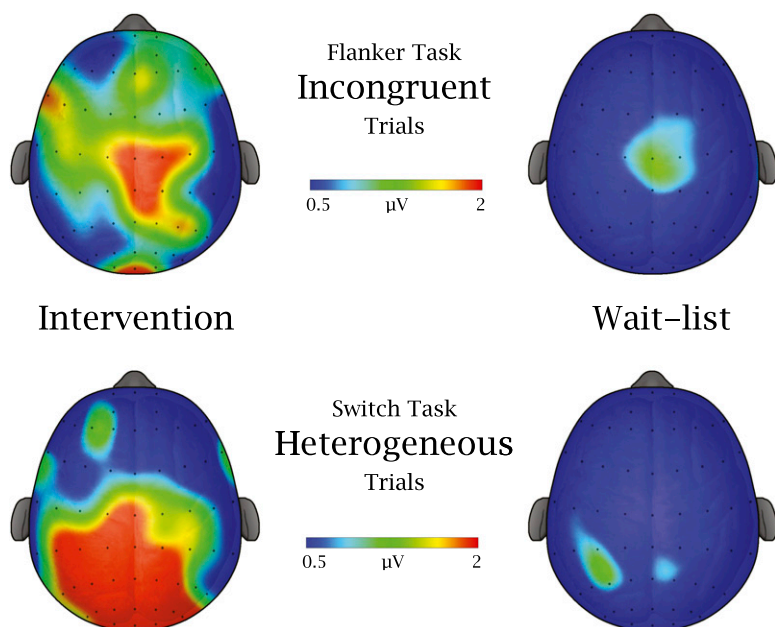 Flanker Task
Incongruent
Trials
0.5 μV 2
Intervention
Wait-list
Switch Task
Heterogeneous
Trials
0.5 μV 2